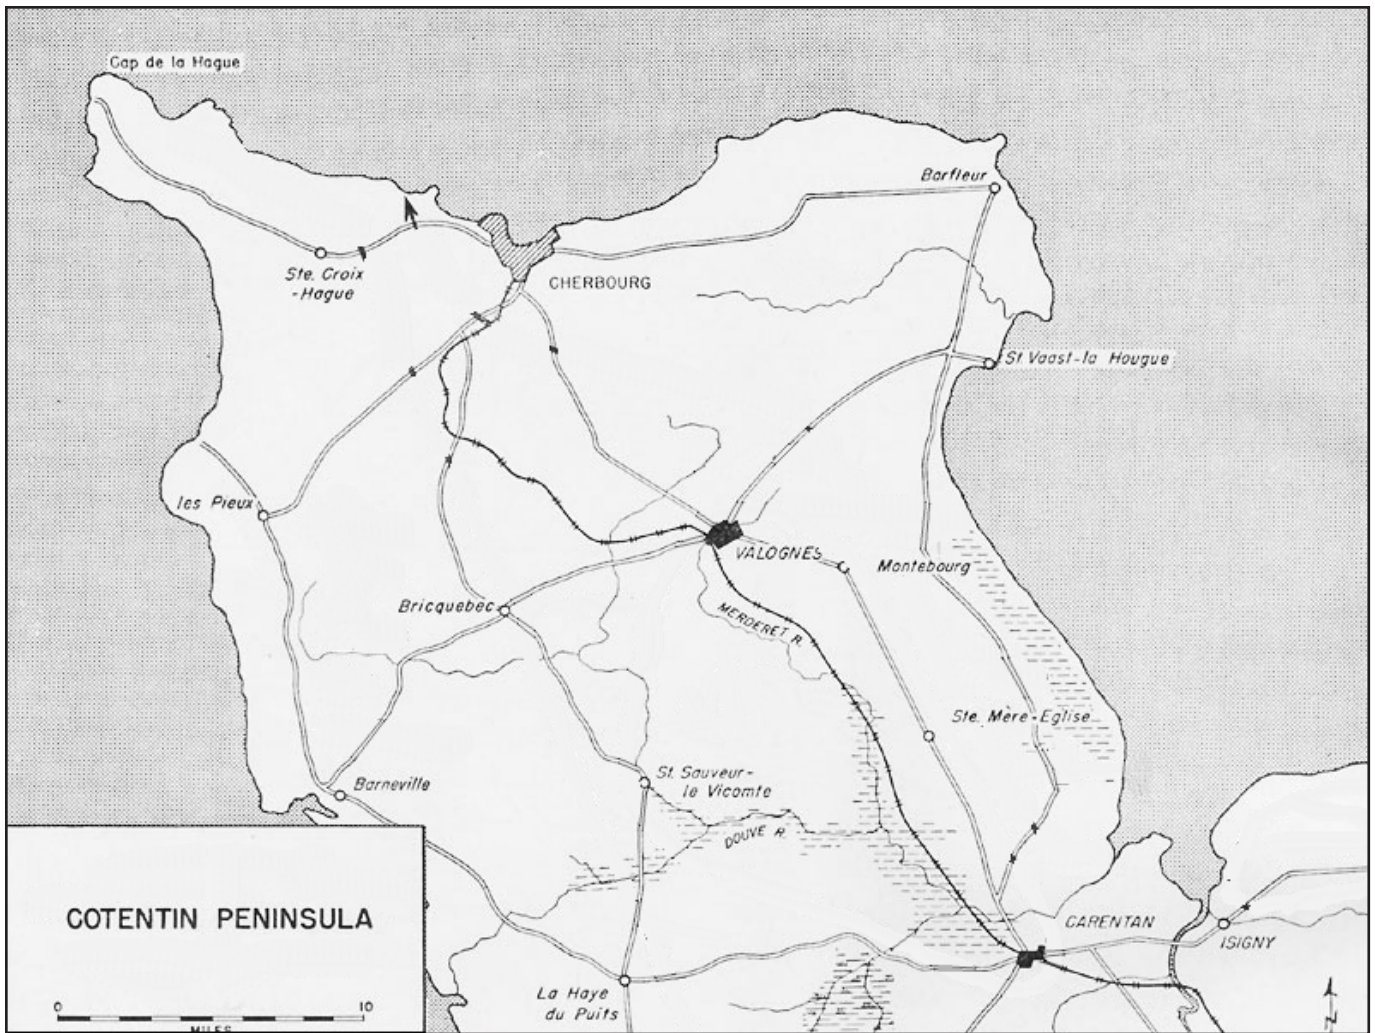 Cap de la Hague
Barfleur
Ste. Croix
-Hague
CHERBOURG
St Vaast-la Hougue
les Pieux
VALOGNES
Montebourg
Bricquebec
MERDERET R.
Ste. Mère-Eglise
St. Sauveur-
le Vicomte
Barneville
DOUVE R.
COTENTIN PENINSULA
CARENTAN
ISIGNY
La Haye
du Puits
0 10
MILES
N